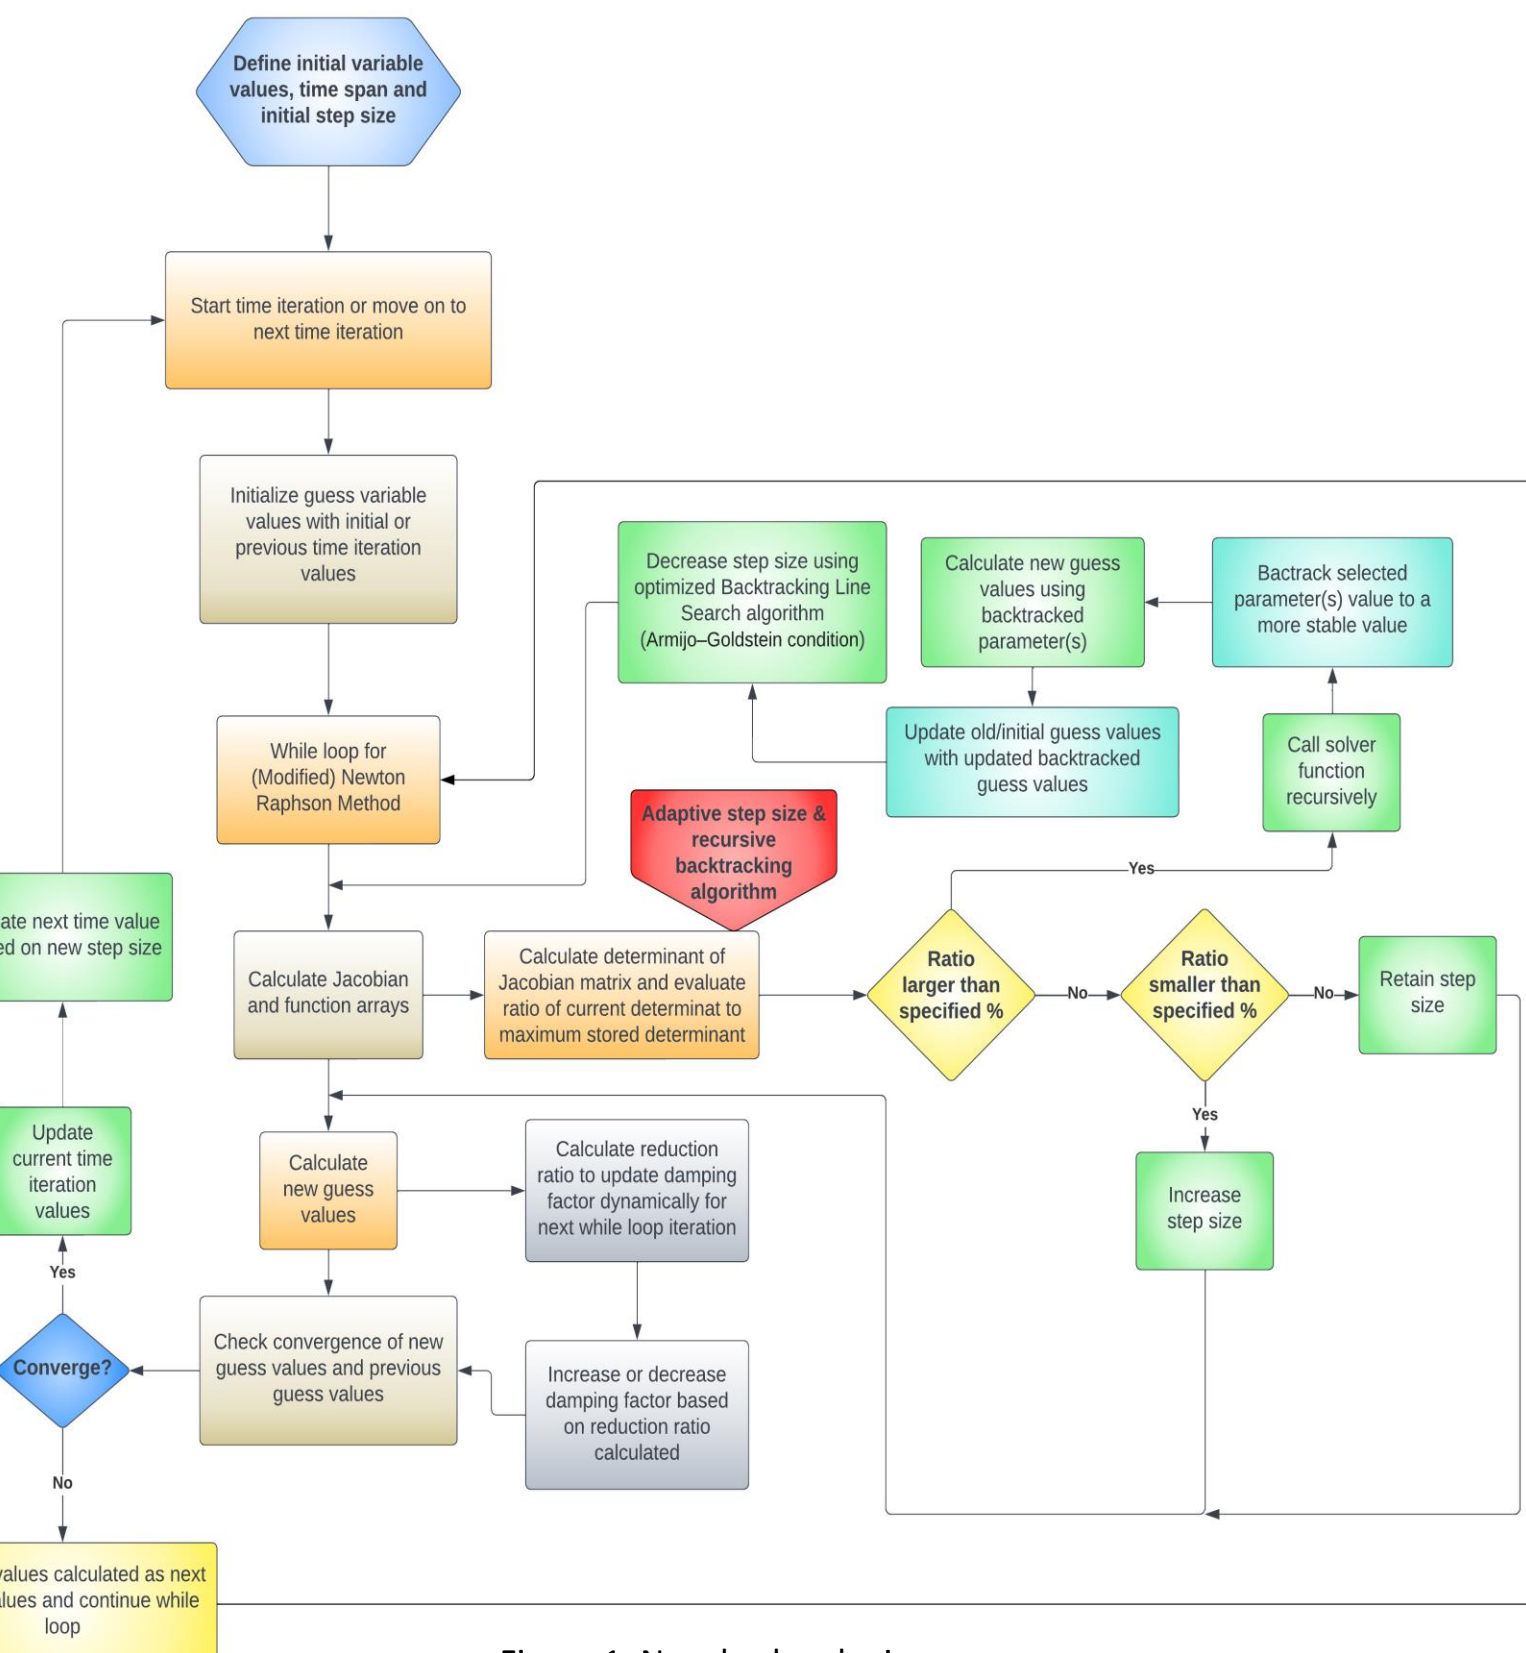 Define initial variable
values, time span and
initial step size
Start time iteration or move on to
next time iteration
Initialize guess variable
values with initial or
previous time iteration
values
Decrease step size using
optimized Backtracking Line
Search algorithm
(Armijo–Goldstein condition)
Calculate new guess
values using
backtracked
parameter(s)
Bactrack selected
parameter(s) value to a
more stable value
While loop for
(Modified) Newton
Raphson Method
Update old/initial guess values
with updated backtracked
guess values
Call solver
function
recursively
Adaptive step size &
recursive
backtracking
algorithm
Yes
next time value
on new step size
Calculate Jacobian
and function arrays
Calculate determinant of
Jacobian matrix and evaluate
ratio of current determinat to
maximum stored determinant
Ratio
larger than
specified %
No
Ratio
smaller than
specified %
No
Retain step
size
Yes
Update
current time
iteration
values
Calculate
new guess
values
Calculate reduction
ratio to update damping
factor dynamically for
next while loop iteration
Increase
step size
Yes
Converge?
Check convergence of new
guess values and previous
guess values
Increase or decrease
damping factor based
on reduction ratio
calculated
No
values calculated as next
and continue while
loop